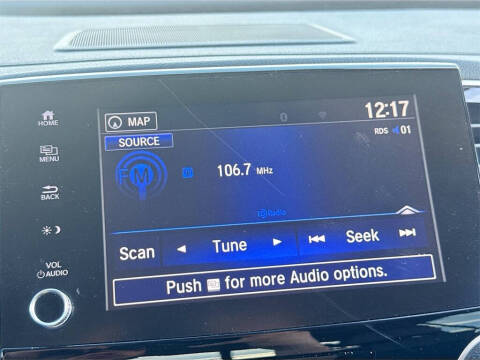 HOME
MENU
BACK
VOL
AUDIO
MAP
12:17
SOURCE
RDS 01
FM
106.7 MHz
Radio
Scan Tune Seek
Push for more Audio options.